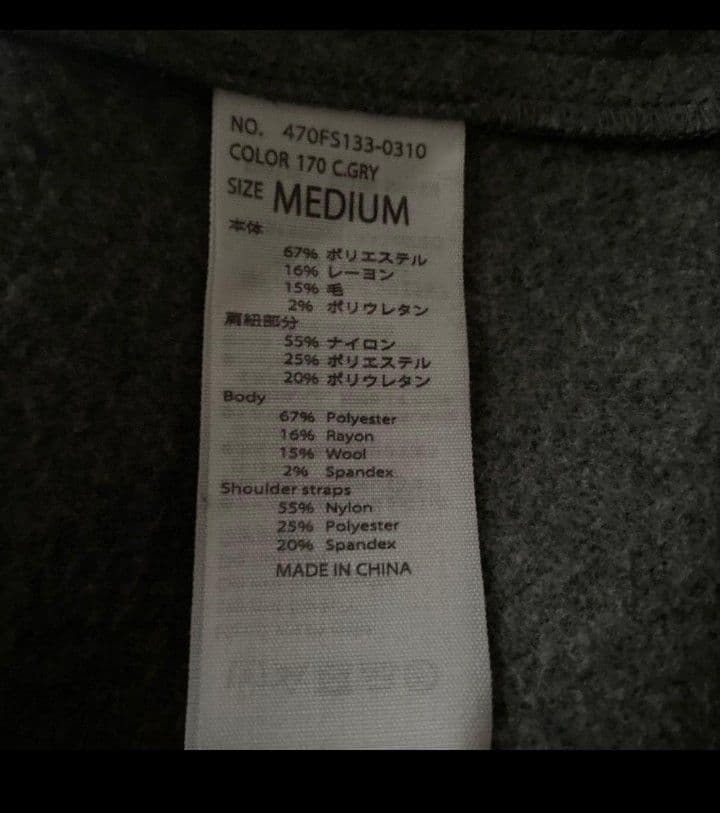 NO. 470FS133-0310
COLOR 170 C.GRY
SIZE MEDIUM
本体
67% ポリエステル
16% レーヨン
15% 毛
2% ポリウレタン
肩紐部分
55% ナイロン
25% ポリエステル
20% ポリウレタン
Body
67% Polyester
16% Rayon
15% Wool
2% Spandex
Shoulder straps
55% Nylon
25% Polyester
20% Spandex
MADE IN CHINA